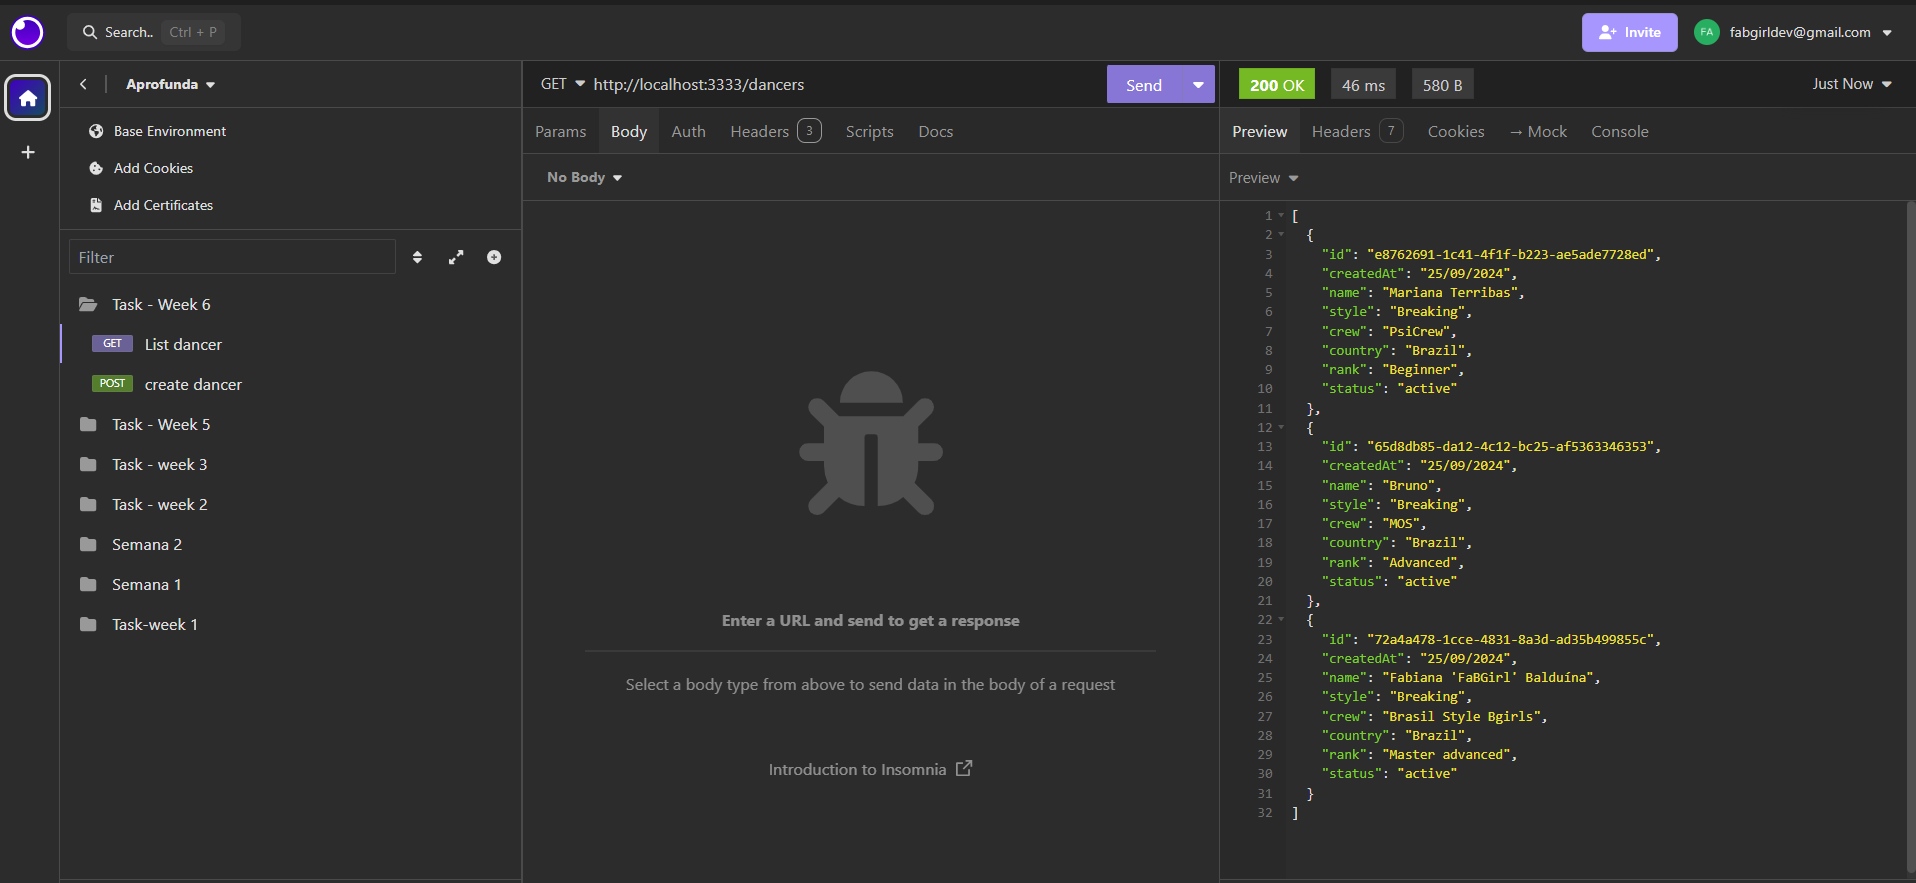 Search.. Ctrl + P
Invite
FA fabgirldev@gmail.com
Aprofunda
Base Environment
Add Cookies
Add Certificates
Filter
Task - Week 6
GET List dancer
POST create dancer
Task - Week 5
Task - week 3
Task - week 2
Semana 2
Semana 1
Task-week 1
GET http://localhost:3333/dancers
Send
Params Body Auth Headers 3 Scripts Docs
No Body
Enter a URL and send to get a response
Select a body type from above to send data in the body of a request
Introduction to Insomnia
200 OK 46 ms 580 B Just Now
Preview Headers 7 Cookies → Mock Console
Preview
1 [
2 {
3 "id": "e8762691-1c41-4f1f-b223-ae5ade7728ed",
4 "createdAt": "25/09/2024",
5 "name": "Mariana Terribas",
6 "style": "Breaking",
7 "crew": "PsiCrew",
8 "country": "Brazil",
9 "rank": "Beginner",
10 "status": "active"
11 },
12 {
13 "id": "65d8db85-da12-4c12-bc25-af5363346353",
14 "createdAt": "25/09/2024",
15 "name": "Bruno",
16 "style": "Breaking",
17 "crew": "MOS",
18 "country": "Brazil",
19 "rank": "Advanced",
20 "status": "active"
21 },
22 {
23 "id": "72a4a478-1cce-4831-8a3d-ad35b499855c",
24 "createdAt": "25/09/2024",
25 "name": "Fabiana 'FaBGirl' Balduína",
26 "style": "Breaking",
27 "crew": "Brasil Style Bgirls",
28 "country": "Brazil",
29 "rank": "Master advanced",
30 "status": "active"
31 }
32 ]